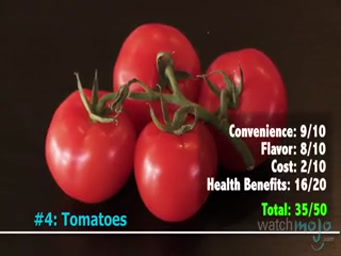 Convenience: 9/10
Flavor: 8/10
Cost: 2/10
Health Benefits: 16/20
Total: 35/50
#4: Tomatoes
watchmojo